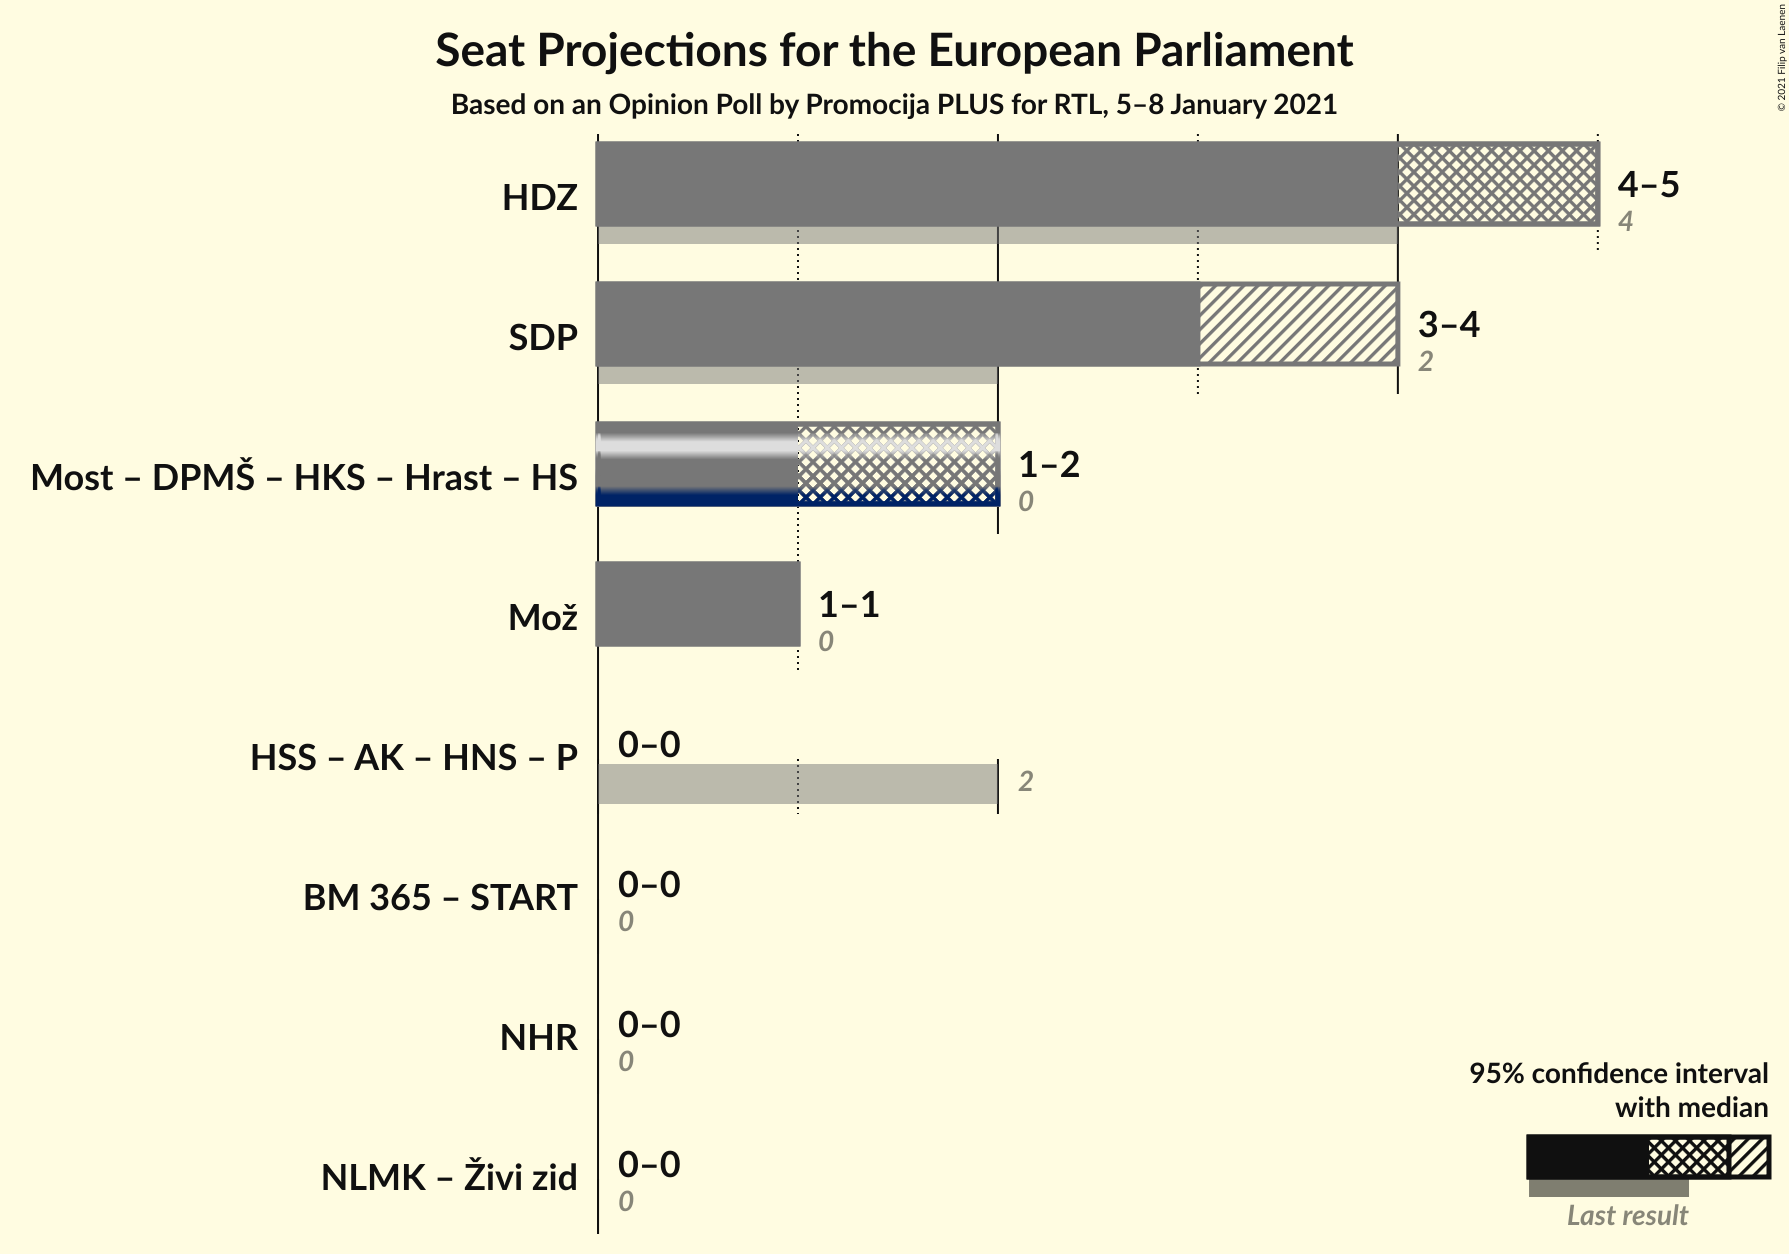 Seat Projections for the European Parliament
Based on an Opinion Poll by Promocija PLUS for RTL, 5–8 January 2021
© 2021 Filip van Laenen
HDZ
4–5
4
SDP
3–4
2
Most – DPMŠ – HKS – Hrast – HS
1–2
0
Mož
1–1
0
HSS – AK – HNS – P
0–0
2
BM 365 – START
0–0
0
NHR
0–0
0
NLMK – Živi zid
0–0
0
95% confidence interval
with median
Last result